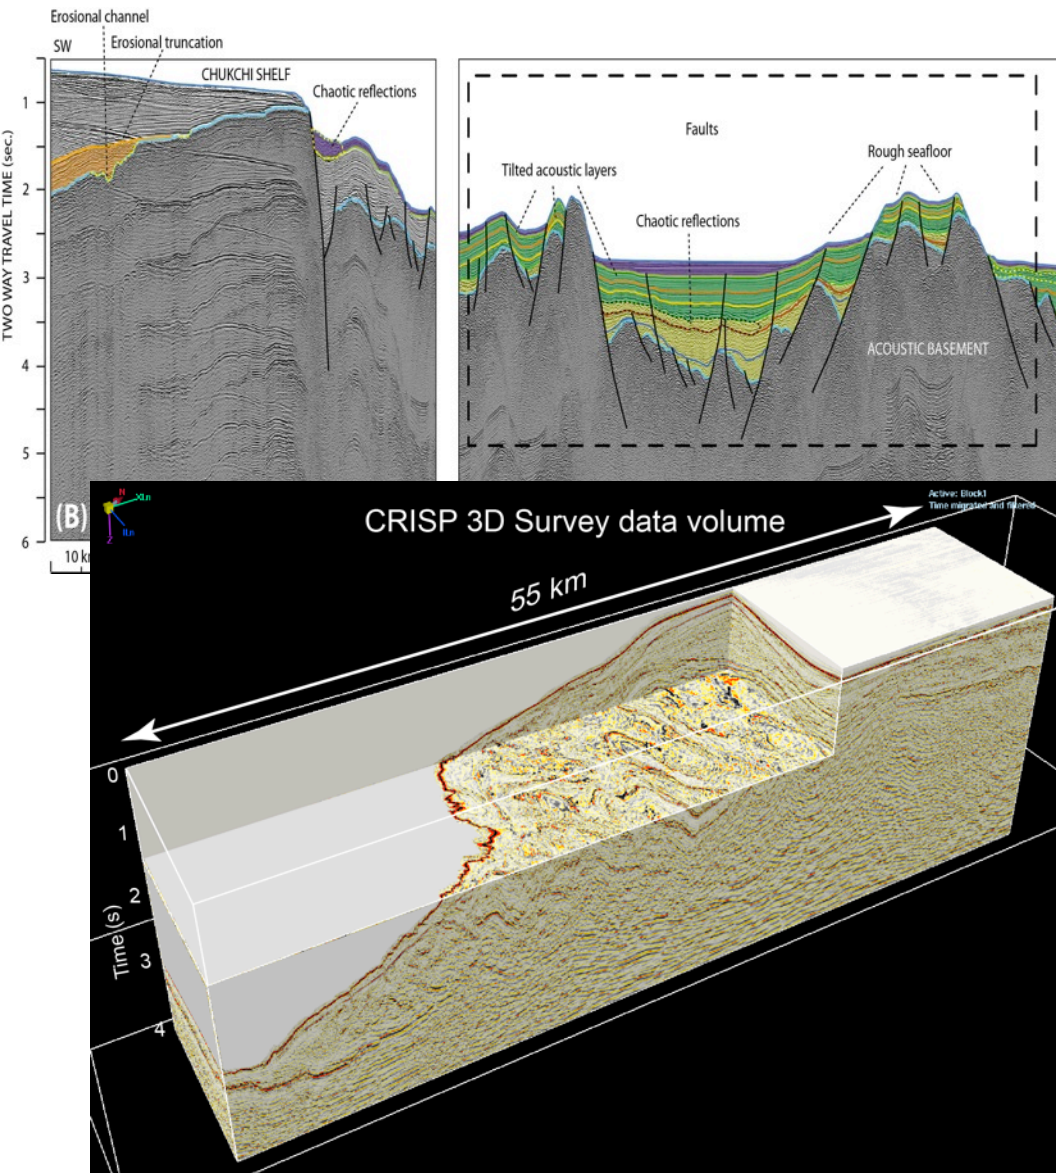 Erosional channel
SW
Erosional truncation
CHUKCHI SHELF
Chaotic reflections
TWO WAY TRAVEL TIME (sec.)
1
2
3
4
5
6
Faults
Tilted acoustic layers
Rough seafloor
Chaotic reflections
ACOUSTIC BASEMENT
(B)
10 k
N
XLn
ILn
Z
CRISP 3D Survey data volume
Active: Block1
Time migrated and filtered
55 km
0
1
2
3
4
Time (s)